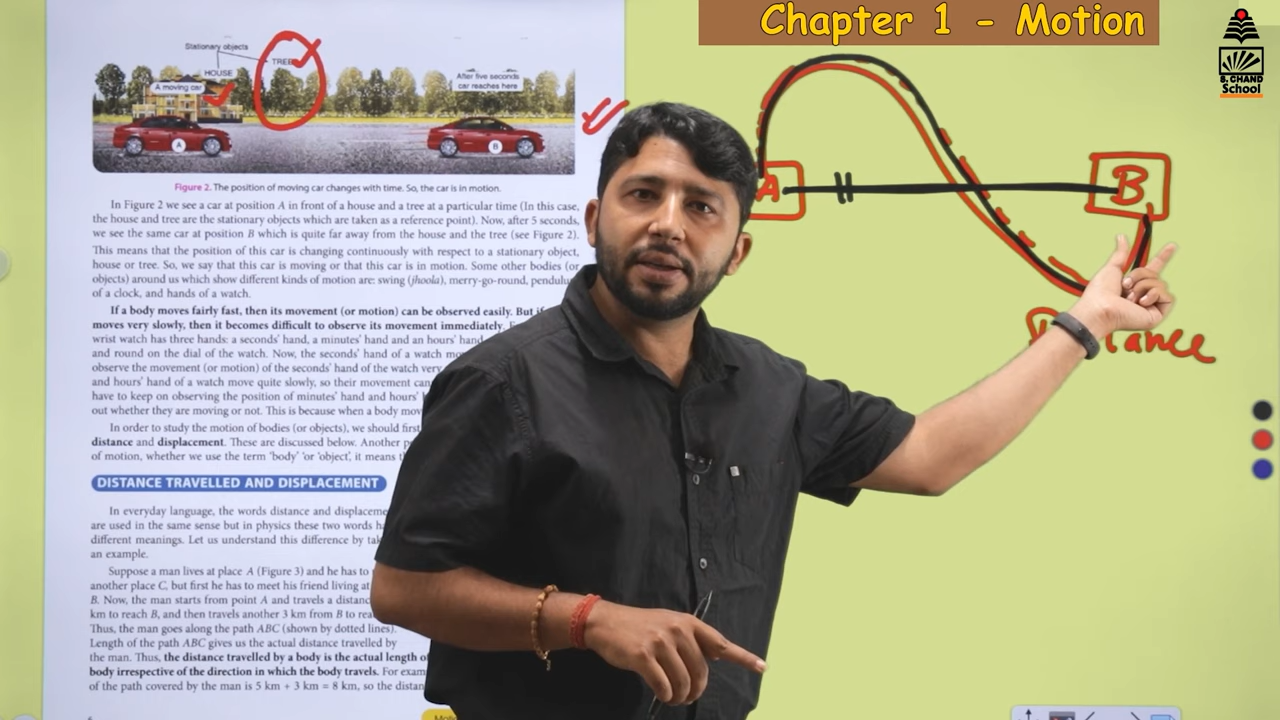 Chapter 1 - Motion
S. CHAND
School
Stationary objects
TREE
HOUSE
A moving car
After five seconds
car reaches here
A
B
Figure 2. The position of moving car changes with time. So, the car is in motion.
In Figure 2 we see a car at position A in front of a house and a tree at a particular time (In this case,
the house and tree are the stationary objects which are taken as a reference point). Now, after 5 seconds,
we see the same car at position B which is quite far away from the house and the tree (see Figure 2).
This means that the position of this car is changing continuously with respect to a stationary object,
house or tree. So, we say that this car is moving or that this car is in motion. Some other bodies (or
objects) around us which show different kinds of motion are: swing (jhoola), merry-go-round, pendulu
of a clock, and hands of a watch.
If a body moves fairly fast, then its movement (or motion) can be observed easily. But if
moves very slowly, then it becomes difficult to observe its movement immediately.
wrist watch has three hands: a seconds' hand, a minutes' hand and an hours' hand
and round on the dial of the watch. Now, the seconds' hand of a watch mo
observe the movement (or motion) of the seconds' hand of the watch very
and hours' hand of a watch move quite slowly, so their movement can
have to keep on observing the position of minutes' hand and hours'
out whether they are moving or not. This is because when a body mov
In order to study the motion of bodies (or objects), we should first
distance and displacement. These are discussed below. Another
of motion, whether we use the term 'body' 'or 'object', it means
DISTANCE TRAVELLED AND DISPLACEMENT
In everyday language, the words distance and displaceme
are used in the same sense but in physics these two words ha
different meanings. Let us understand this difference by tak
an example.
Suppose a man lives at place A (Figure 3) and he has to
another place C, but first he has to meet his friend living at
B. Now, the man starts from point A and travels a distanc
km to reach B, and then travels another 3 km from B to rea
Thus, the man goes along the path ABC (shown by dotted lines).
Length of the path ABC gives us the actual distance travelled by
the man. Thus, the distance travelled by a body is the actual length o
body irrespective of the direction in which the body travels. For exam
of the path covered by the man is 5 km + 3 km = 8 km, so the distan
A
B